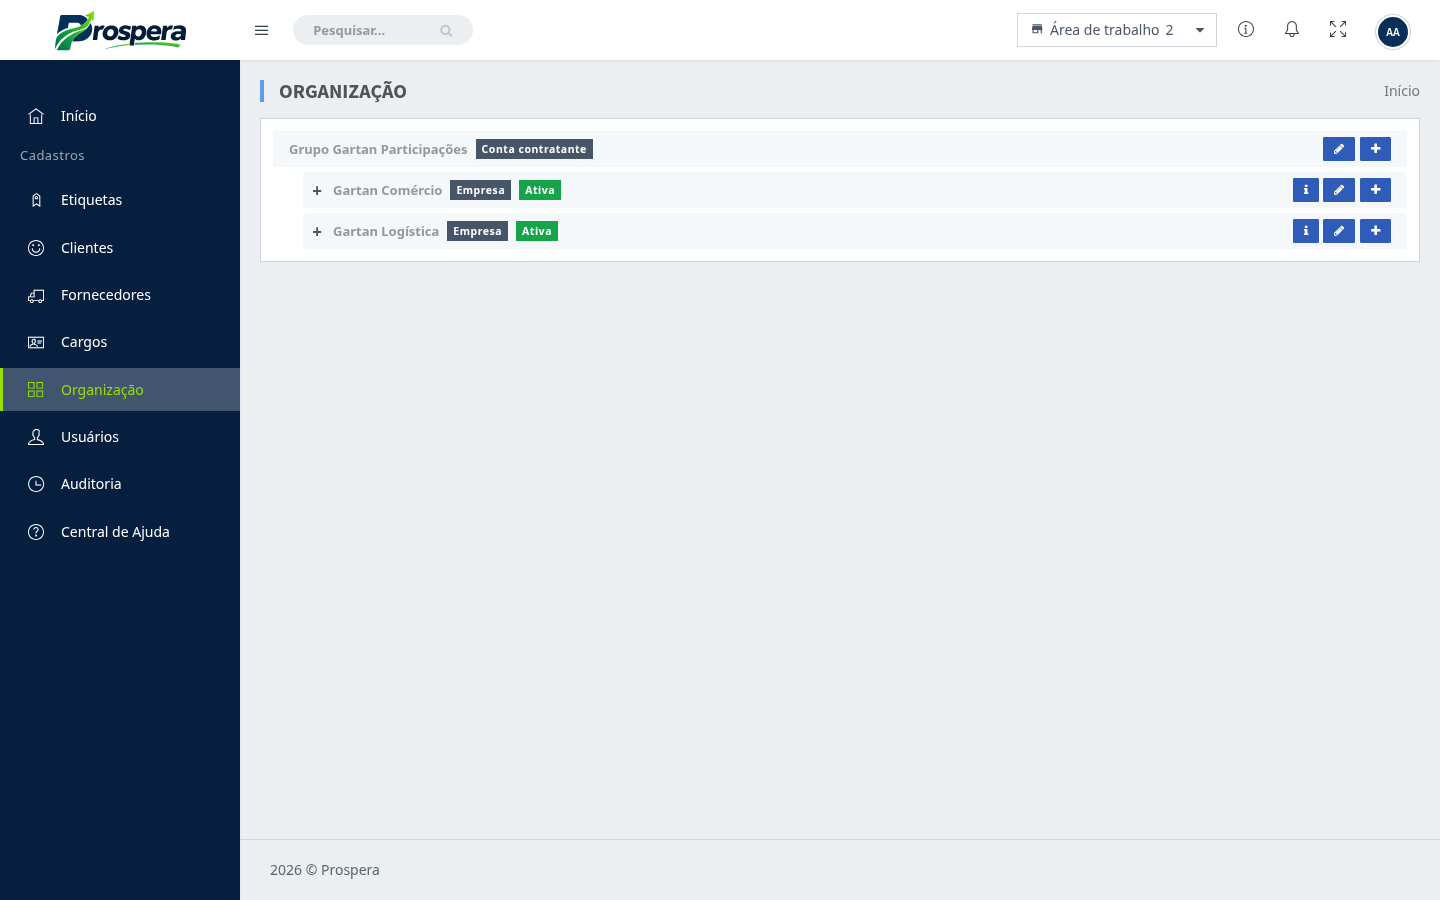 Prospera
Pesquisar...
Área de trabalho 2
AA
Início
Cadastros
Etiquetas
Clientes
Fornecedores
Cargos
Organização
Usuários
Auditoria
Central de Ajuda
ORGANIZAÇÃO
Início
Grupo Gartan Participações Conta contratante
Gartan Comércio Empresa Ativa
Gartan Logística Empresa Ativa
2026 © Prospera